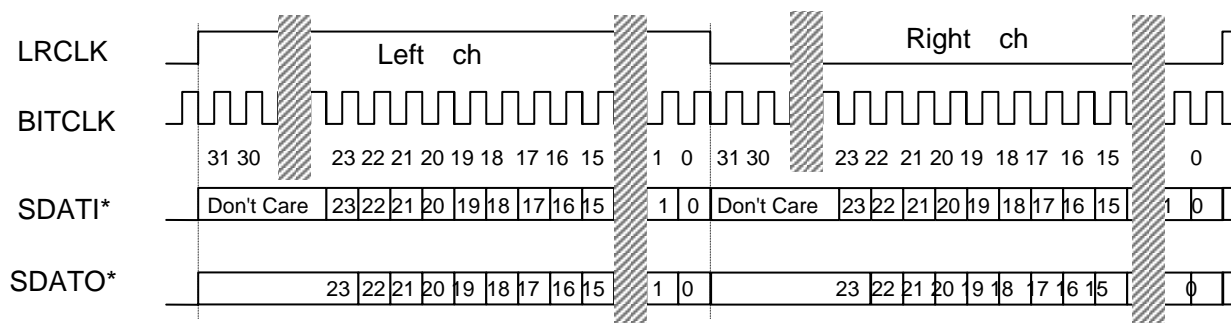 LRCLK Left ch Right ch
BITCLK
31 30 23 22 21 20 19 18 17 16 15 1 0 31 30 23 22 21 20 19 18 17 16 15 0
SDATI* Don't Care 23 22 21 20 19 18 17 16 15 1 0 Don't Care 23 22 21 20 19 18 17 16 15 1 0
SDATO* 23 22 21 20 19 18 17 16 15 1 0 23 22 21 20 19 18 17 16 15 0